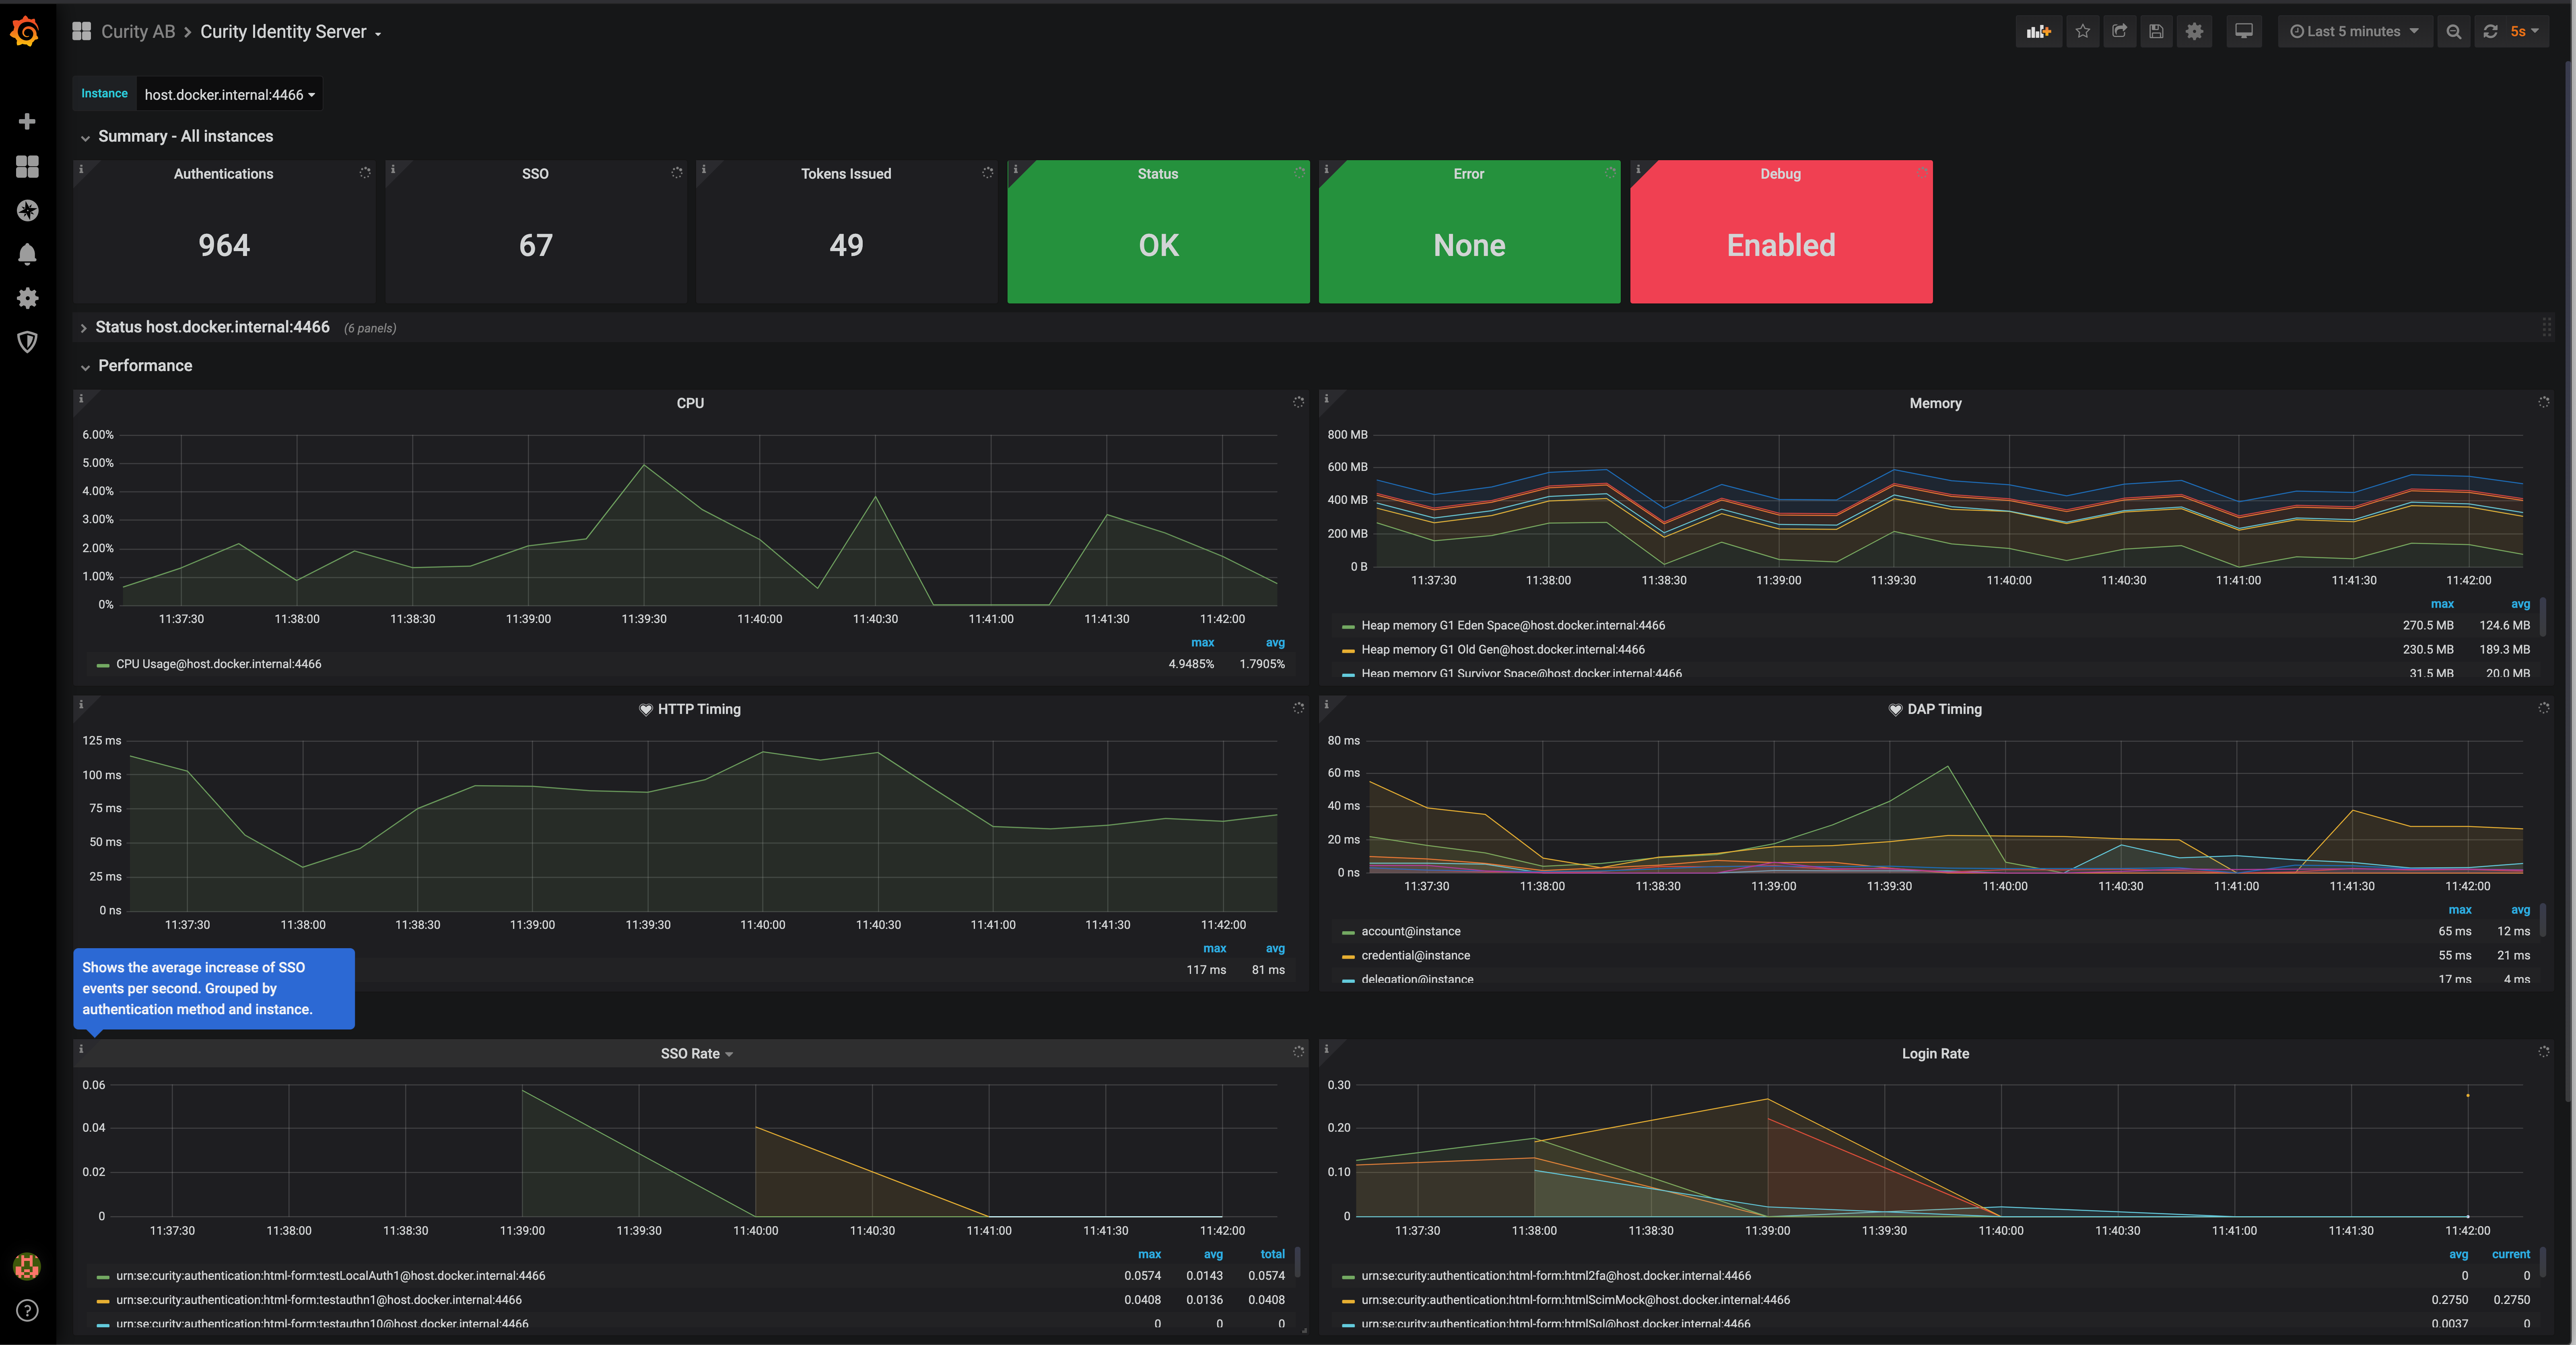 Curity AB > Curity Identity Server
Last 5 minutes
5s
Instance host.docker.internal:4466
Summary - All instances
Authentications
964
SSO
67
Tokens Issued
49
Status
OK
Error
None
Debug
Enabled
Status host.docker.internal:4466 (6 panels)
Performance
CPU
6.00%
5.00%
4.00%
3.00%
2.00%
1.00%
0%
11:37:30 11:38:00 11:38:30 11:39:00 11:39:30 11:40:00 11:40:30 11:41:00 11:41:30 11:42:00
max avg
CPU Usage@host.docker.internal:4466 4.9485% 1.7905%
Memory
800 MB
600 MB
400 MB
200 MB
0 B
11:37:30 11:38:00 11:38:30 11:39:00 11:39:30 11:40:00 11:40:30 11:41:00 11:41:30 11:42:00
max avg
Heap memory G1 Eden Space@host.docker.internal:4466 270.5 MB 124.6 MB
Heap memory G1 Old Gen@host.docker.internal:4466 230.5 MB 189.3 MB
Heap memory G1 Survivor Space@host.docker.internal:4466 31.5 MB 20.0 MB
HTTP Timing
125 ms
100 ms
75 ms
50 ms
25 ms
0 ns
11:37:30 11:38:00 11:38:30 11:39:00 11:39:30 11:40:00 11:40:30 11:41:00 11:41:30 11:42:00
max avg
117 ms 81 ms
DAP Timing
80 ms
60 ms
40 ms
20 ms
0 ns
11:37:30 11:38:00 11:38:30 11:39:00 11:39:30 11:40:00 11:40:30 11:41:00 11:41:30 11:42:00
max avg
account@instance 65 ms 12 ms
credential@instance 55 ms 21 ms
delegation@instance 17 ms 4 ms
Shows the average increase of SSO
events per second. Grouped by
authentication method and instance.
SSO Rate
0.06
0.04
0.02
0
11:37:30 11:38:00 11:38:30 11:39:00 11:39:30 11:40:00 11:40:30 11:41:00 11:41:30 11:42:00
max avg total
urn:se:curity:authentication:html-form:testLocalAuth1@host.docker.internal:4466 0.0574 0.0143 0.0574
urn:se:curity:authentication:html-form:testauthn1@host.docker.internal:4466 0.0408 0.0136 0.0408
urn:se:curity:authentication:html-form:testauthn10@host.docker.internal:4466 0 0 0
Login Rate
0.30
0.20
0.10
0
11:37:30 11:38:00 11:38:30 11:39:00 11:39:30 11:40:00 11:40:30 11:41:00 11:41:30 11:42:00
avg current
urn:se:curity:authentication:html-form:html2fa@host.docker.internal:4466 0 0
urn:se:curity:authentication:html-form:htmlScimMock@host.docker.internal:4466 0.2750 0.2750
urn:se:curity:authentication:html-form:htmlSql@host.docker.internal:4466 0.0037 0